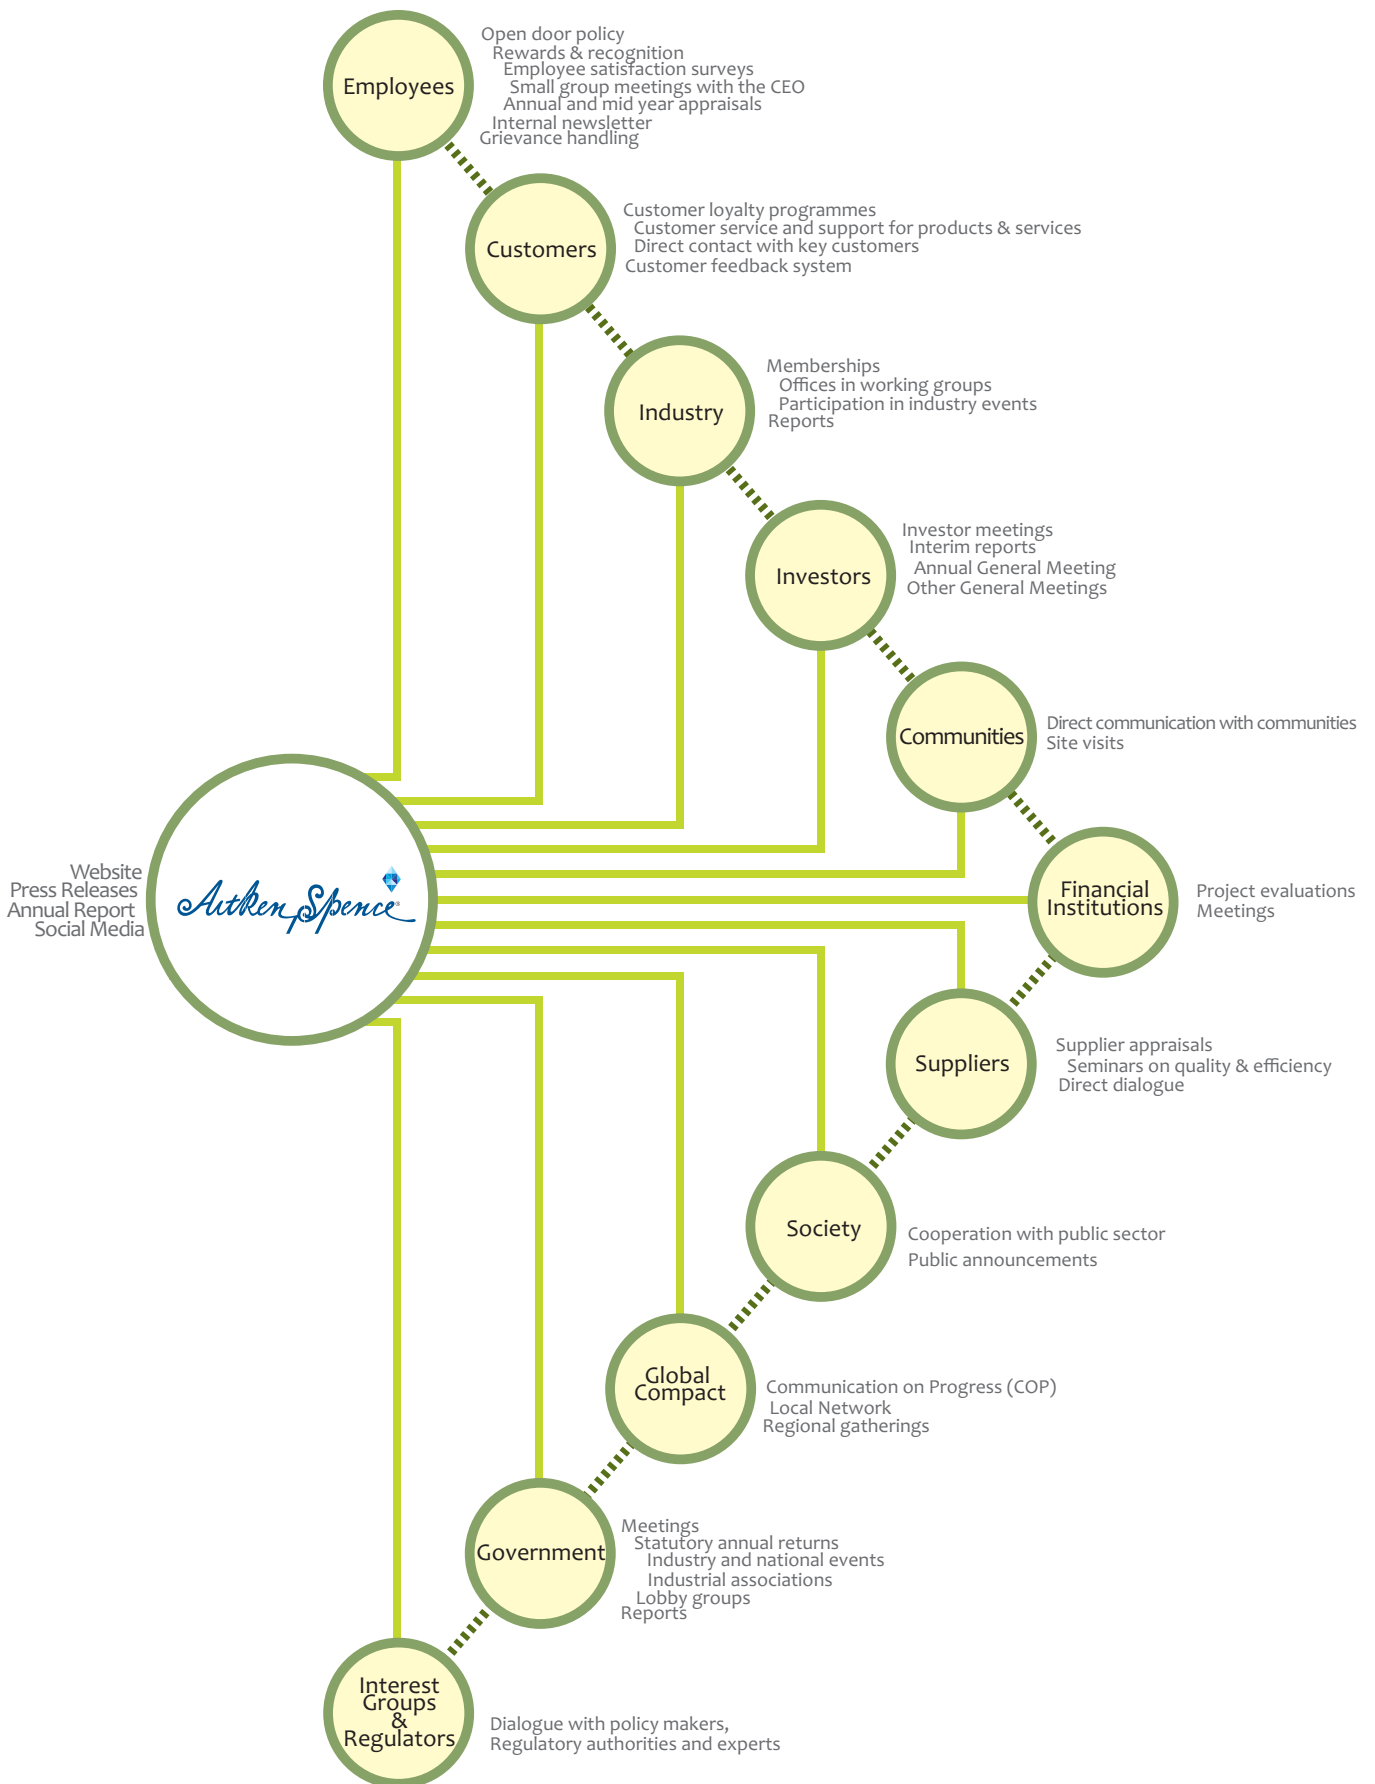 Employees
Open door policy
Rewards & recognition
Employee satisfaction surveys
Small group meetings with the CEO
Annual and mid year appraisals
Internal newsletter
Grievance handling
Customers
Customer loyalty programmes
Customer service and support for products & services
Direct contact with key customers
Customer feedback system
Industry
Memberships
Offices in working groups
Participation in industry events
Reports
Investors
Investor meetings
Interim reports
Annual General Meeting
Other General Meetings
Communities
Direct communication with communities
Site visits
Website
Press Releases
Annual Report
Social Media
Aitken Spence
Financial
Institutions
Project evaluations
Meetings
Suppliers
Supplier appraisals
Seminars on quality & efficiency
Direct dialogue
Society
Cooperation with public sector
Public announcements
Global
Compact
Communication on Progress (COP)
Local Network
Regional gatherings
Government
Meetings
Statutory annual returns
Industry and national events
Industrial associations
Lobby groups
Reports
Interest
Groups
&
Regulators
Dialogue with policy makers,
Regulatory authorities and experts